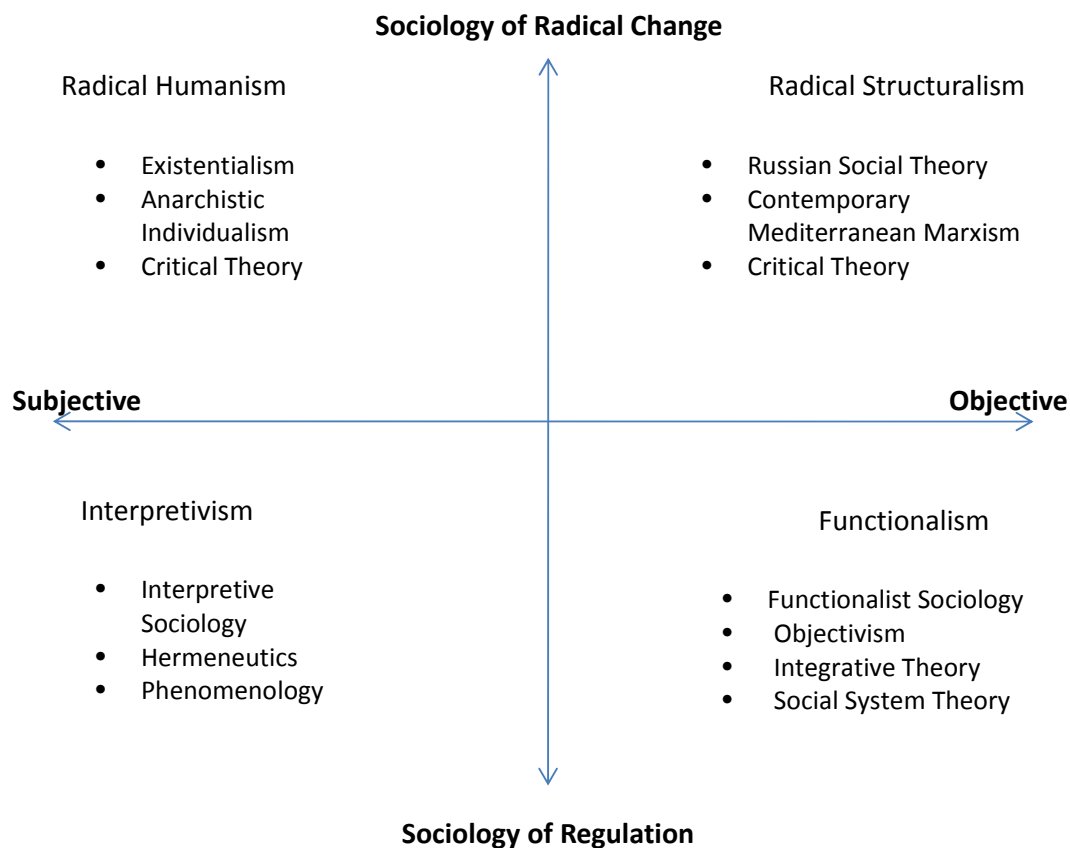 Sociology of Radical Change
Radical Humanism
• Existentialism
• Anarchistic
Individualism
• Critical Theory
Radical Structuralism
• Russian Social Theory
• Contemporary
Mediterranean Marxism
• Critical Theory
Subjective
Objective
Interpretivism
• Interpretive
Sociology
• Hermeneutics
• Phenomenology
Functionalism
• Functionalist Sociology
• Objectivism
• Integrative Theory
• Social System Theory
Sociology of Regulation